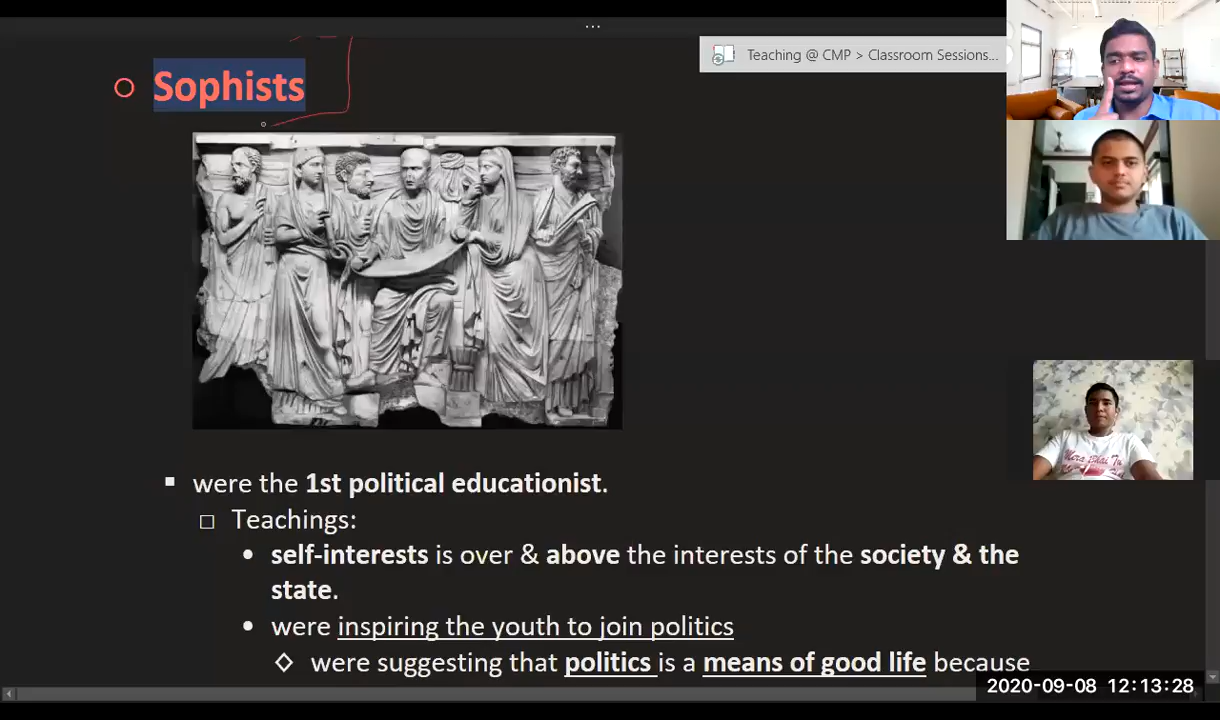 ...
Teaching @ CMP > Classroom Sessions...
Sophists
were the 1st political educationist.
Teachings:
self-interests is over & above the interests of the society & the
state.
were inspiring the youth to join politics
were suggesting that politics is a means of good life because
2020-09-08 12:13:28